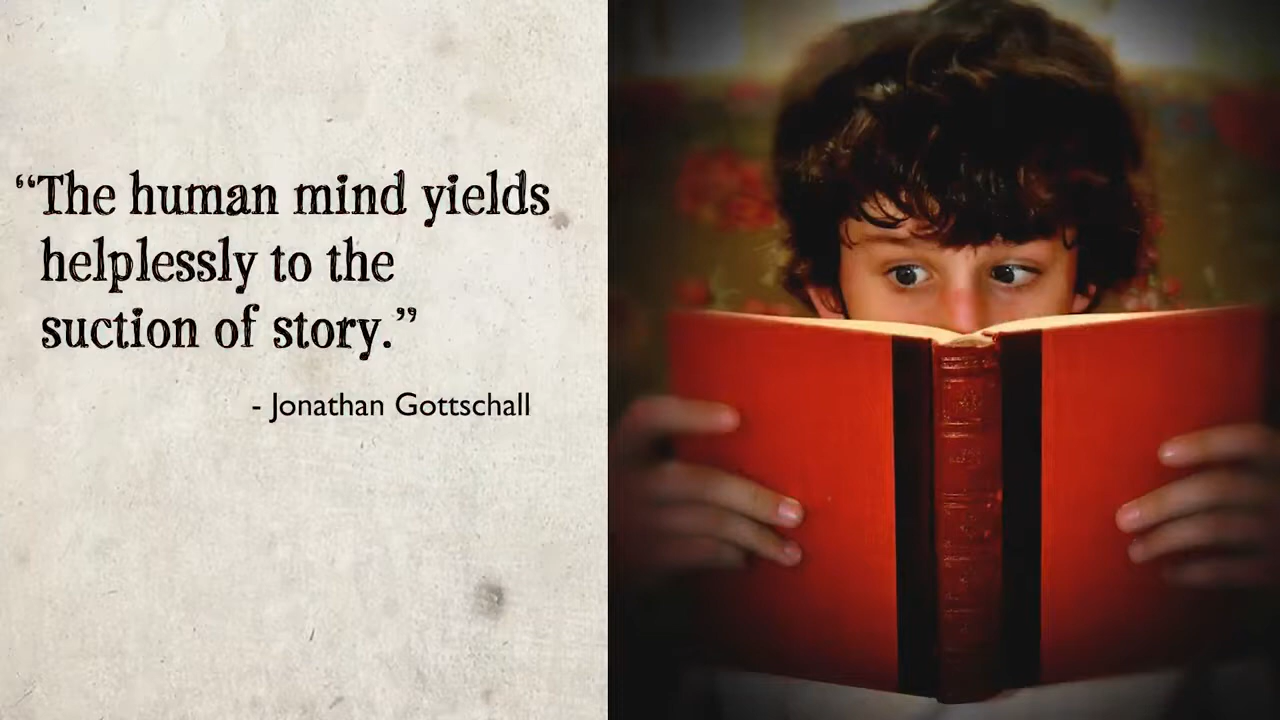 “The human mind yields
helplessly to the
suction of story.”
- Jonathan Gottschall